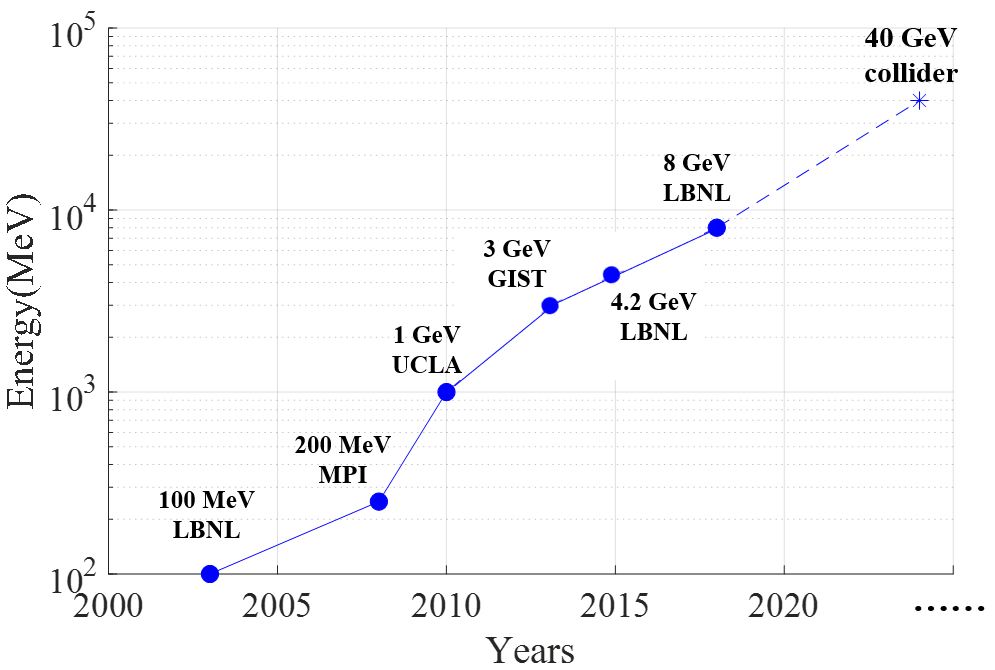 10^5
40 GeV
collider
8 GeV
LBNL
10^4
3 GeV
GIST
4.2 GeV
LBNL
1 GeV
UCLA
10^3
200 MeV
MPI
100 MeV
LBNL
10^2
Energy(MeV)
2000 2005 2010 2015 2020 ......
Years